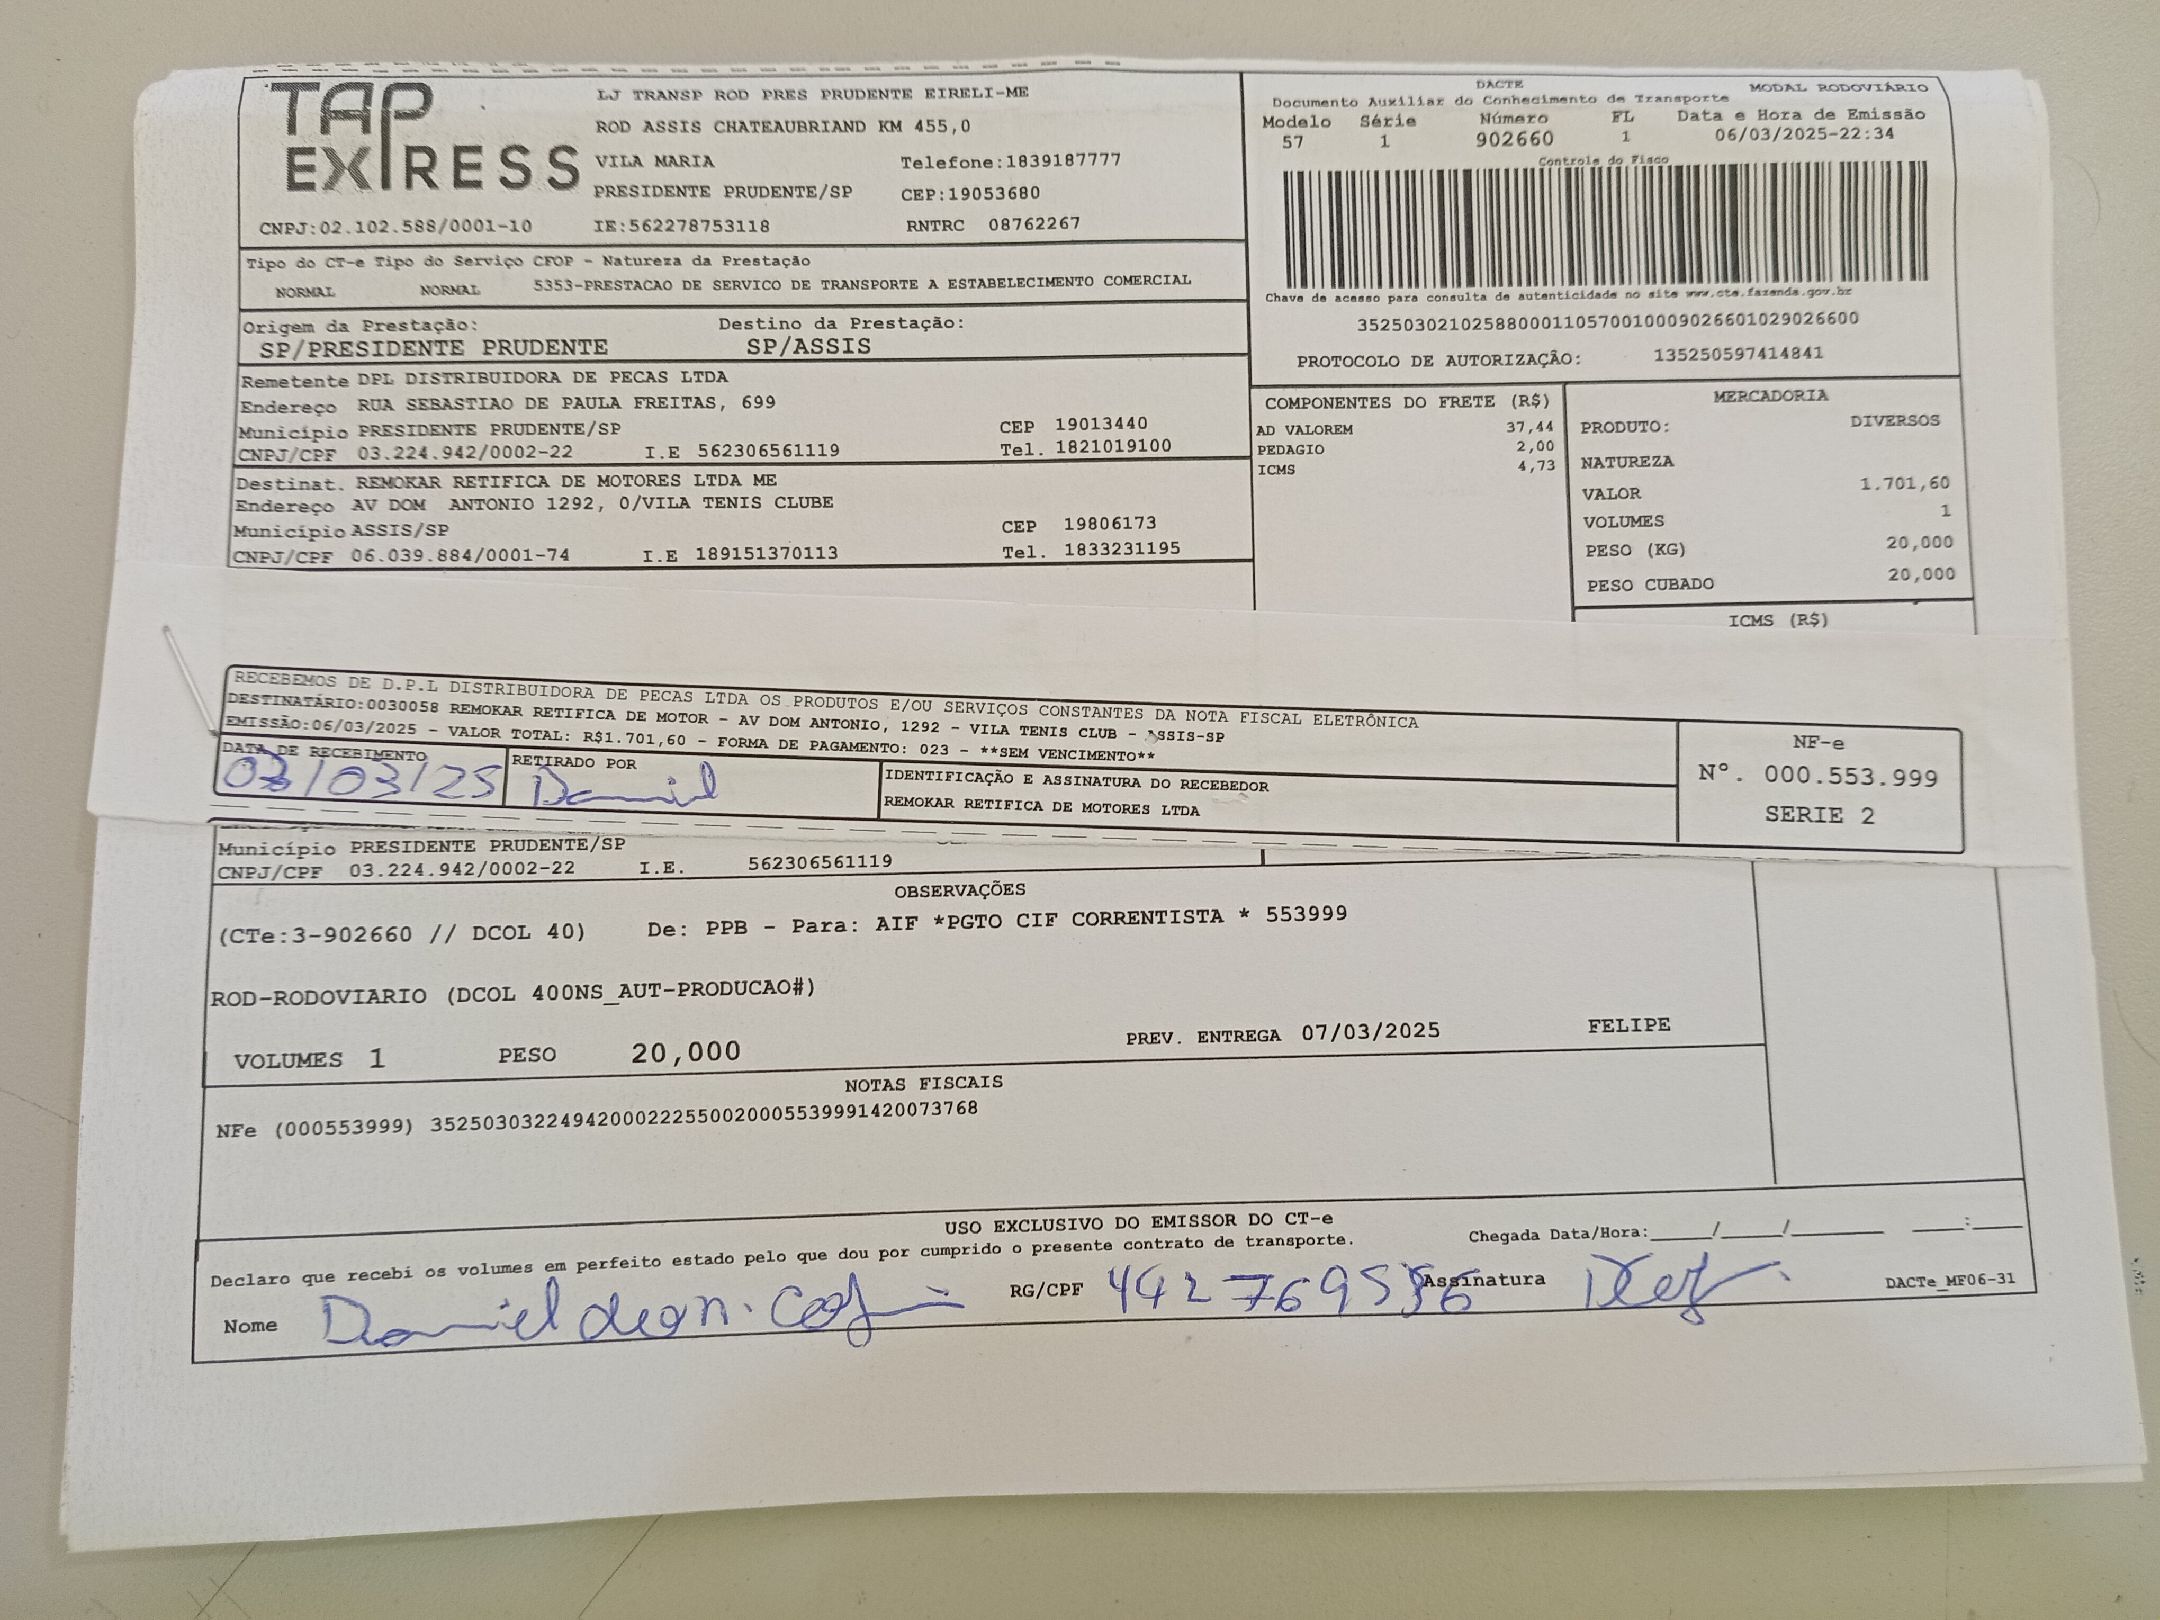 TAP EXPRESS
LJ TRANSP ROD PRES PRUDENTE EIRELI-ME
ROD ASSIS CHATEAUBRIAND KM 455,0
VILA MARIA Telefone:1839187777
PRESIDENTE PRUDENTE/SP CEP:19053680
CNPJ:02.102.588/0001-10 IE:562278753118 RNTRC 08762267
DACTE MODAL RODOVIÁRIO
Documento Auxiliar do Conhecimento de Transporte
Modelo Série Número FL Data e Hora de Emissão
57 1 902660 1 06/03/2025-22:34
Controle do Fisco
Chave de acesso para consulta de autenticidade no site www.cte.fazenda.gov.br
35250302102588000110570010009026601029026600
PROTOCOLO DE AUTORIZAÇÃO: 135250597414841
Tipo do CT-e Tipo do Serviço CFOP - Natureza da Prestação
NORMAL NORMAL 5353-PRESTACAO DE SERVICO DE TRANSPORTE A ESTABELECIMENTO COMERCIAL
Origem da Prestação: Destino da Prestação:
SP/PRESIDENTE PRUDENTE SP/ASSIS
Remetente DPL DISTRIBUIDORA DE PECAS LTDA
Endereço RUA SEBASTIAO DE PAULA FREITAS, 699
Município PRESIDENTE PRUDENTE/SP CEP 19013440
CNPJ/CPF 03.224.942/0002-22 I.E 562306561119 Tel. 1821019100
Destinat. REMOKAR RETIFICA DE MOTORES LTDA ME
Endereço AV DOM ANTONIO 1292, 0/VILA TENIS CLUBE
Município ASSIS/SP CEP 19806173
CNPJ/CPF 06.039.884/0001-74 I.E 189151370113 Tel. 1833231195
COMPONENTES DO FRETE (R$)
AD VALOREM 37,44
PEDAGIO 2,00
ICMS 4,73
MERCADORIA
PRODUTO: DIVERSOS
NATUREZA
VALOR 1.701,60
VOLUMES 1
PESO (KG) 20,000
PESO CUBADO 20,000
ICMS (R$)
RECEBEMOS DE D.P.L DISTRIBUIDORA DE PECAS LTDA OS PRODUTOS E/OU SERVIÇOS CONSTANTES DA NOTA FISCAL ELETRÔNICA
DESTINATÁRIO:0030058 REMOKAR RETIFICA DE MOTOR - AV DOM ANTONIO, 1292 - VILA TENIS CLUB - ASSIS-SP
EMISSÃO:06/03/2025 - VALOR TOTAL: R$1.701,60 - FORMA DE PAGAMENTO: 023 - **SEM VENCIMENTO**
DATA DE RECEBIMENTO RETIRADO POR IDENTIFICAÇÃO E ASSINATURA DO RECEBEDOR
03/03/25 Daniel REMOKAR RETIFICA DE MOTORES LTDA
NF-e
Nº. 000.553.999
SERIE 2
Município PRESIDENTE PRUDENTE/SP
CNPJ/CPF 03.224.942/0002-22 I.E. 562306561119
OBSERVAÇÕES
(CTe:3-902660 // DCOL 40) De: PPB - Para: AIF *PGTO CIF CORRENTISTA * 553999
ROD-RODOVIARIO (DCOL 400NS_AUT-PRODUCAO#)
VOLUMES 1 PESO 20,000 PREV. ENTREGA 07/03/2025 FELIPE
NOTAS FISCAIS
NFe (000553999) 35250303224942000222550020005539991420073768
USO EXCLUSIVO DO EMISSOR DO CT-e
Declaro que recebi os volumes em perfeito estado pelo que dou por cumprido o presente contrato de transporte. Chegada Data/Hora:_____/_____/________ _____:_____
Nome Daniel RG/CPF Assinatura DACTe_MF06-31